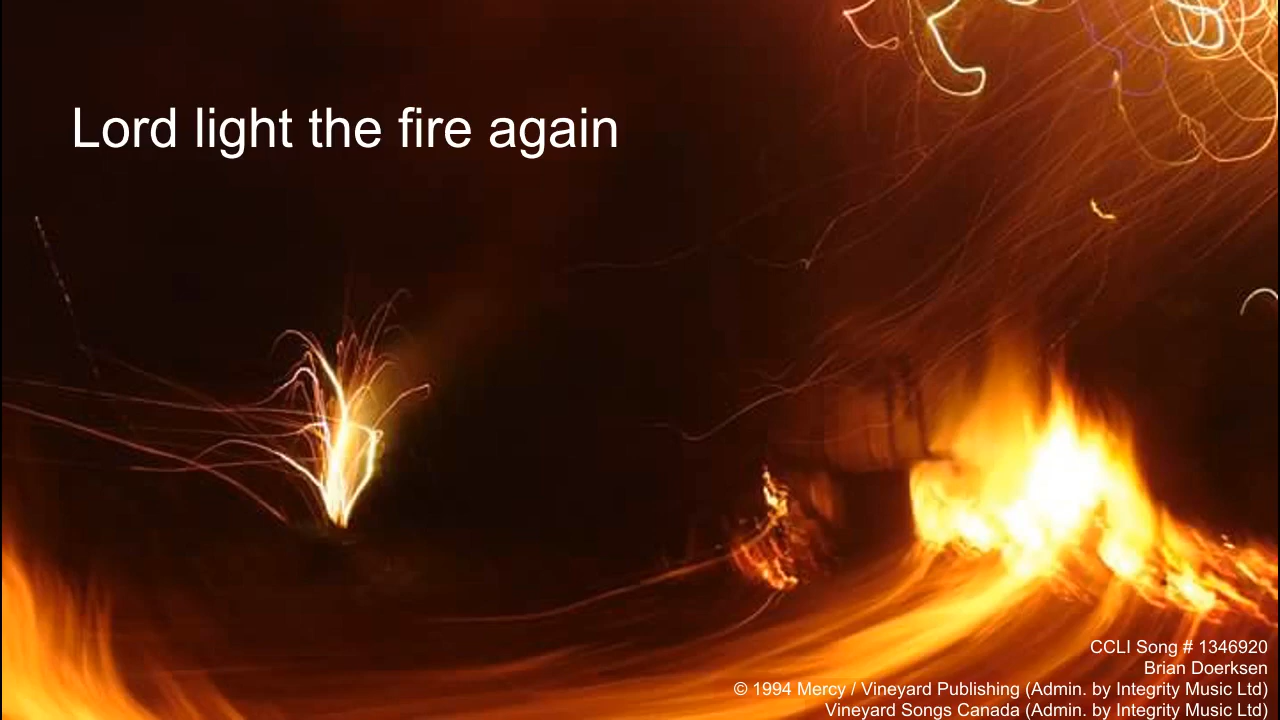 Lord light the fire again
CCLI Song # 1346920
Brian Doerksen
© 1994 Mercy / Vineyard Publishing (Admin. by Integrity Music Ltd)
Vineyard Songs Canada (Admin. by Integrity Music Ltd)